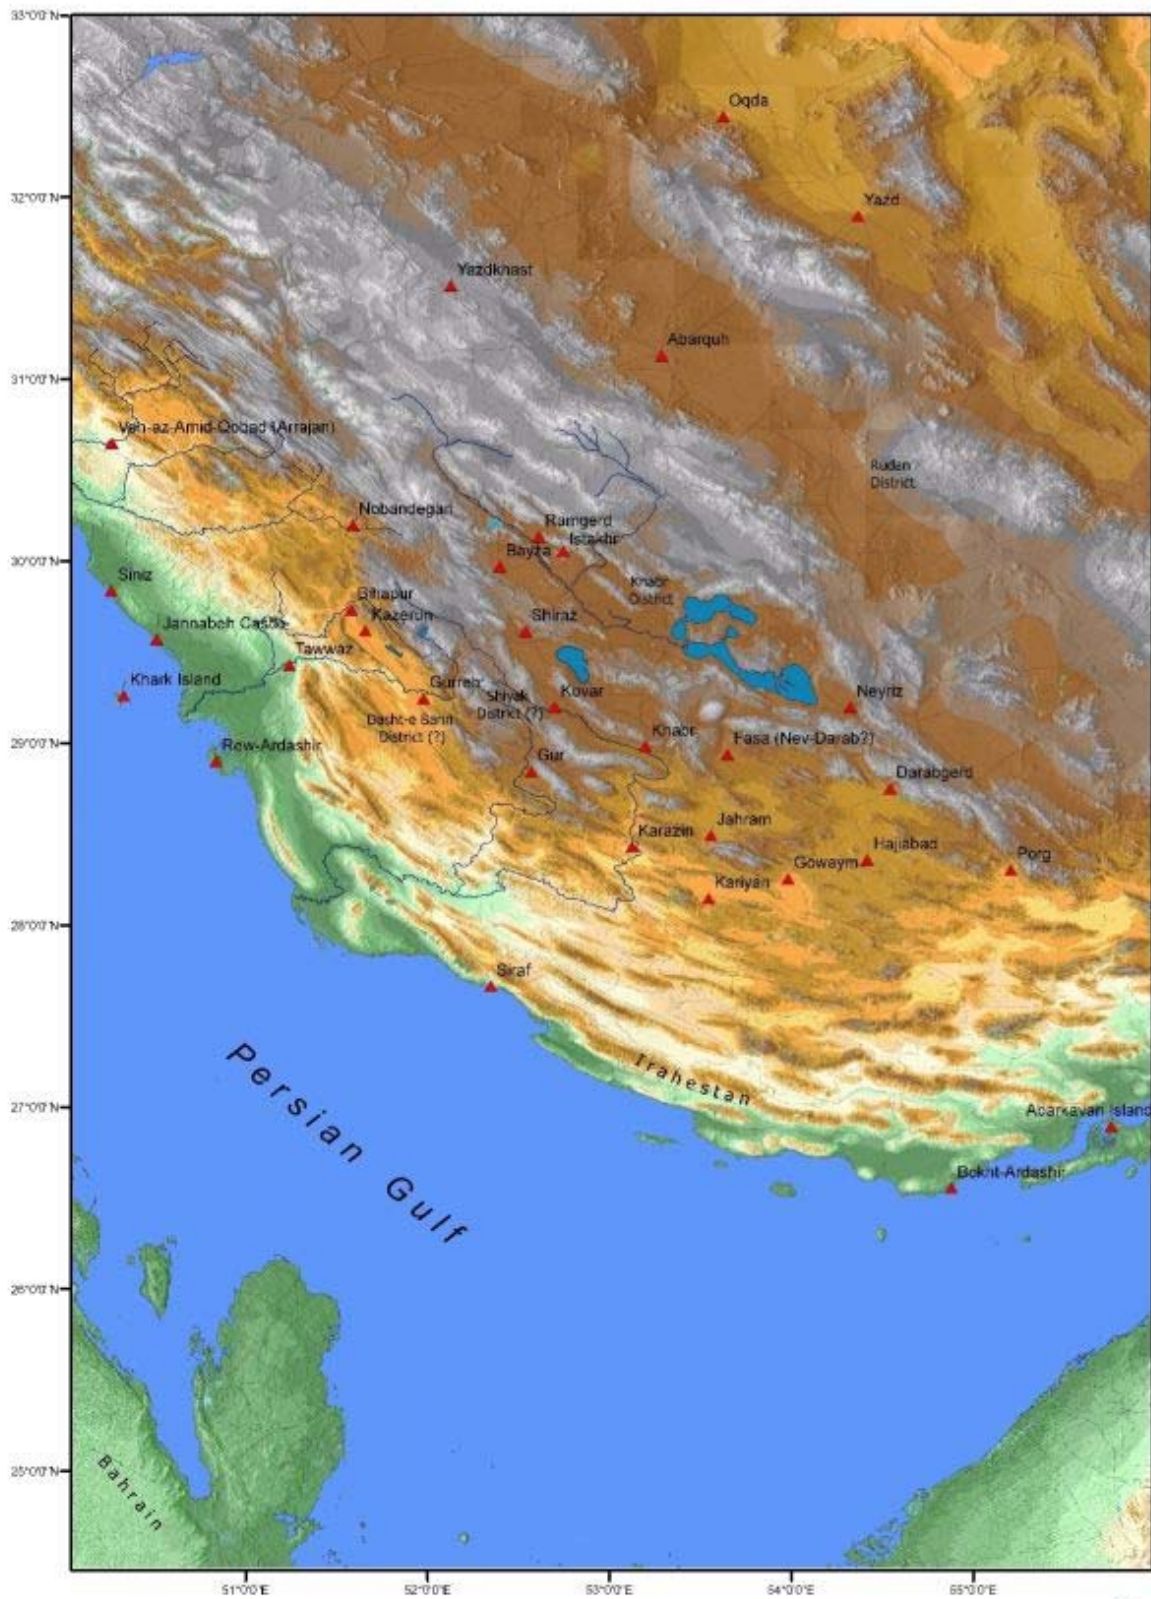 33°0'0"N
Oqda
32°0'0"N
Yazd
Yazdkhast
Abarquh
31°0'0"N
Veh-az-Amid-Qobad (Arrajan)
Rudan
District
Nobandegan
Ramgerd
Istakhr
Bayza
30°0'0"N
Siniz
Khabr
District
Bihapur
Kazerun
Shiraz
Jannabeh Castle
Tawwaz
Khark Island
Gurreh
Shiyak
District (?)
Kovar
Neyriz
Dasht-e Barin
District (?)
Khabr
Fasa (Nev-Darab?)
29°0'0"N
Rew-Ardashir
Gur
Darabgerd
Karazin
Jahram
Hajiabad
Gowaym
Porg
Kariyan
28°0'0"N
Siraf
Persian Gulf
Irahestan
27°0'0"N
Abarkavan Island
Bokht-Ardashir
26°0'0"N
25°0'0"N
Bahrain
51°0'0"E
52°0'0"E
53°0'0"E
54°0'0"E
55°0'0"E